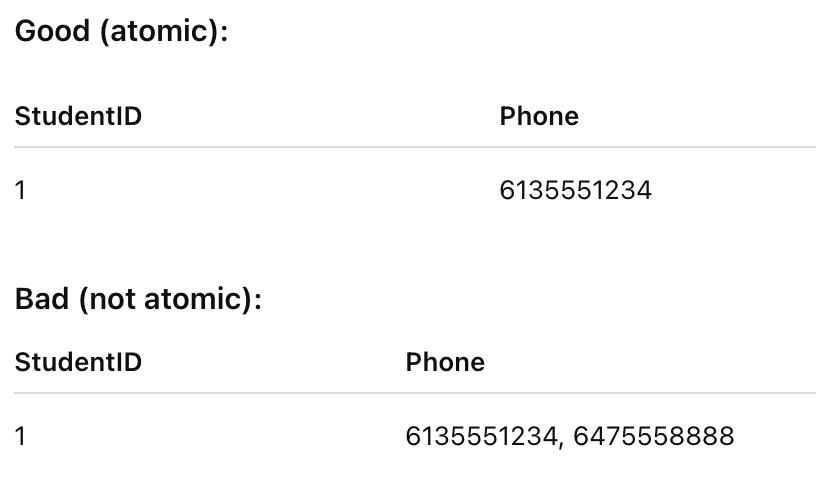 Good (atomic):
StudentID Phone
1 6135551234
Bad (not atomic):
StudentID Phone
1 6135551234, 6475558888